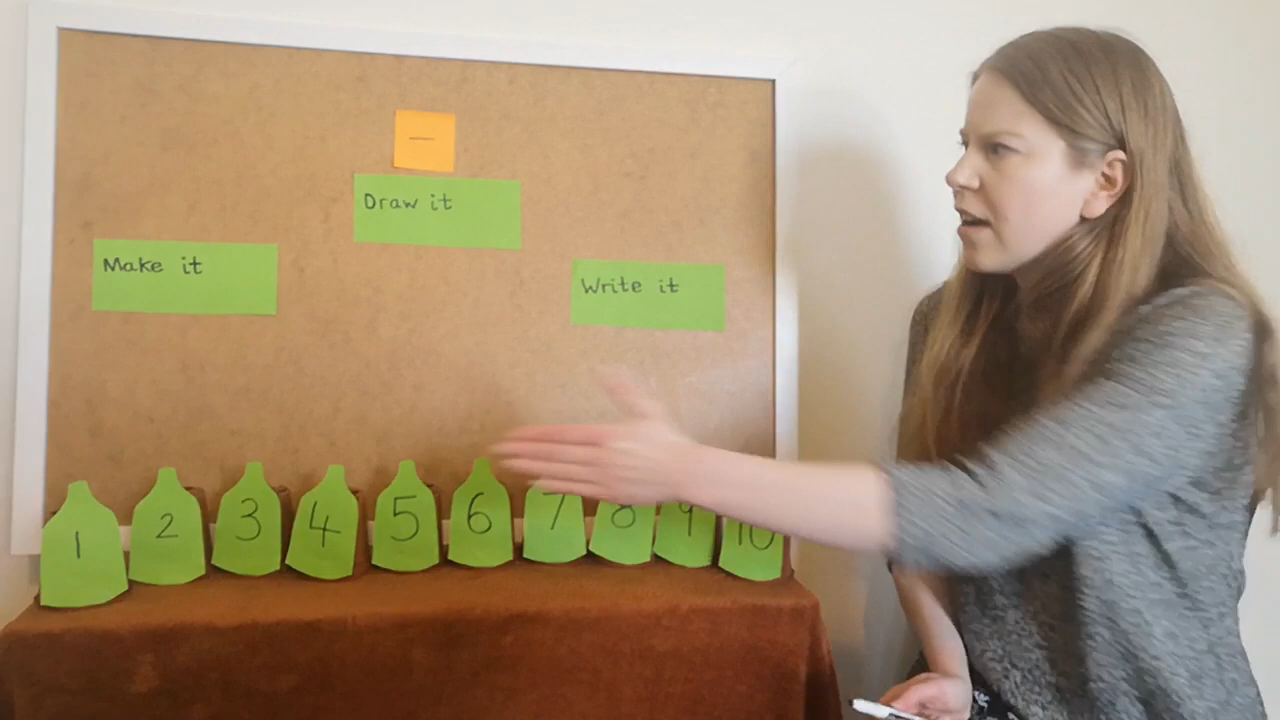 —
Draw it
Make it
Write it
1 2 3 4 5 6 7 8 9 10